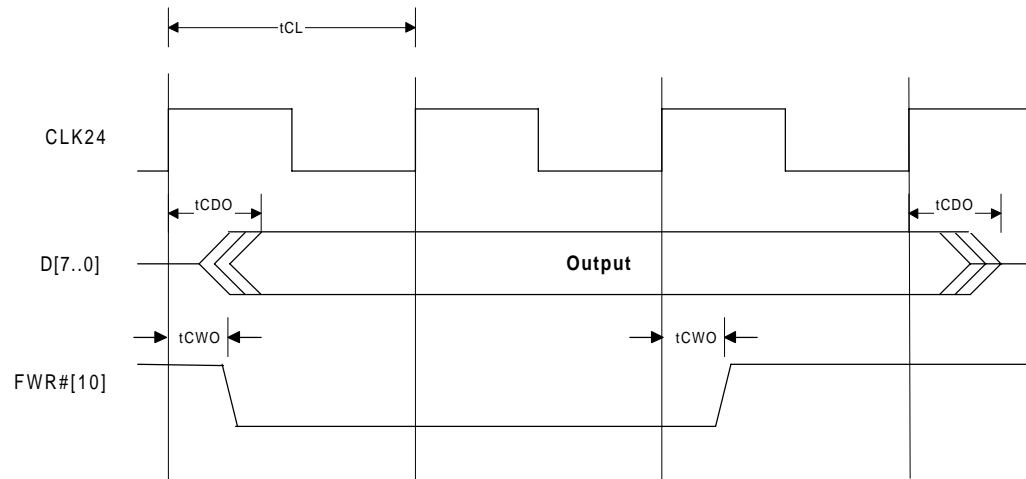 tCL
CLK24
tCDO
tCDO
D[7..0]
Output
tCWO
tCWO
FWR#[10]